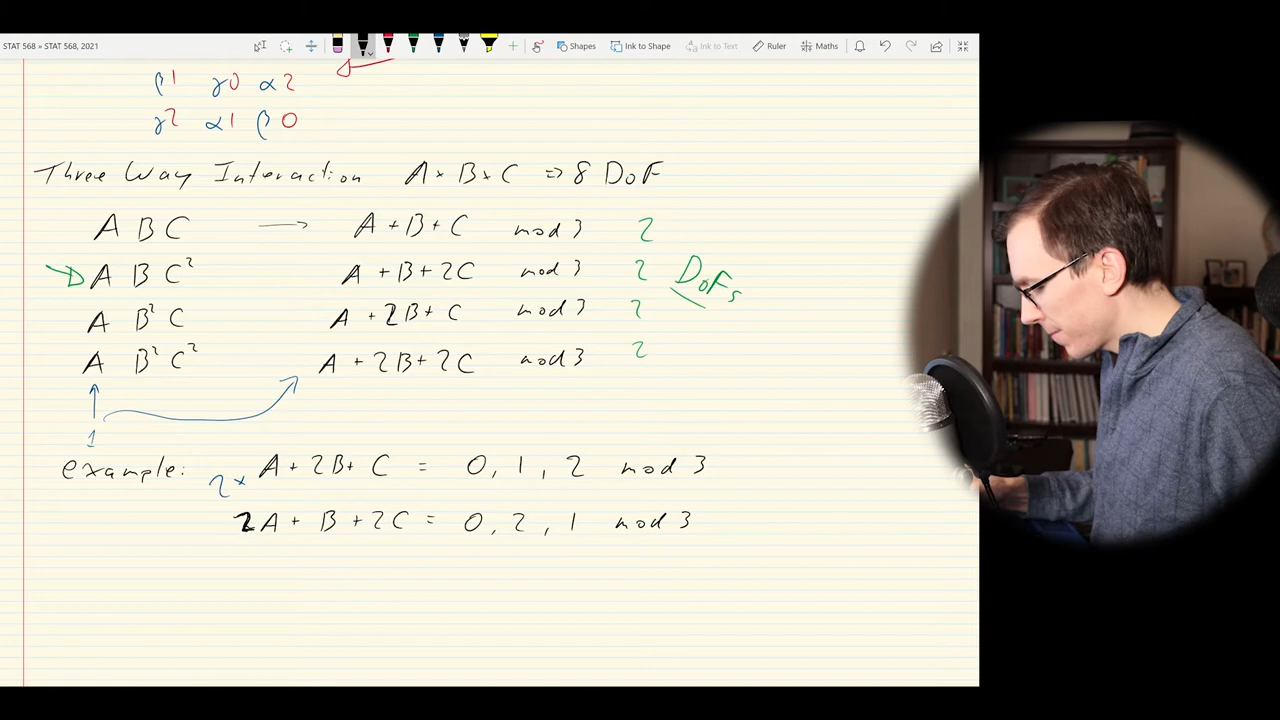 STAT 568 » STAT 568, 2021
Shapes Ink to Shape Ink to Text Ruler Maths
β1 γ0 α2
γ2 α1 β0
Three Way Interaction A×B×C ⇒ 8 DoF
A B C → A+B+C mod 3 2
A B C² A+B+2C mod 3 2 DoFs
A B² C A+2B+C mod 3 2
A B² C² A+2B+2C mod 3 2
1
example: A+2B+C = 0, 1, 2 mod 3
2×
2A+B+2C = 0, 2, 1 mod 3